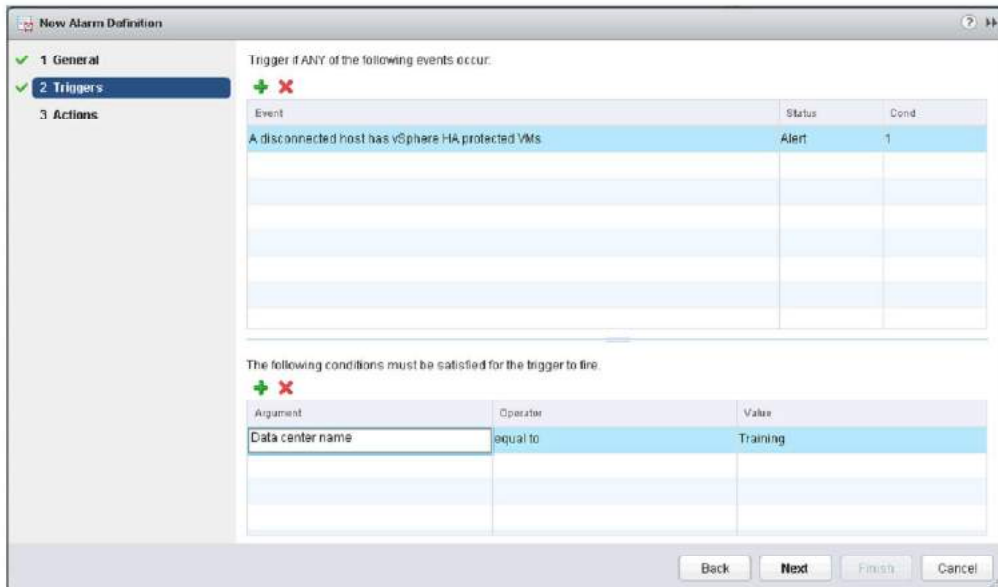 New Alarm Definition
1 General
2 Triggers
3 Actions
Trigger if ANY of the following events occur:
Event Status Cond
A disconnected host has vSphere HA protected VMs Alert 1
The following conditions must be satisfied for the trigger to fire.
Argument Operator Value
Data center name equal to Training
Back Next Finish Cancel